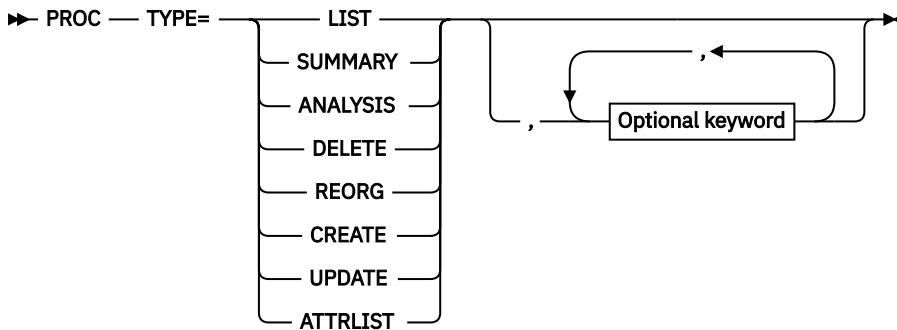 PROC TYPE= LIST
SUMMARY
,
ANALYSIS
, Optional keyword
DELETE
REORG
CREATE
UPDATE
ATTRLIST